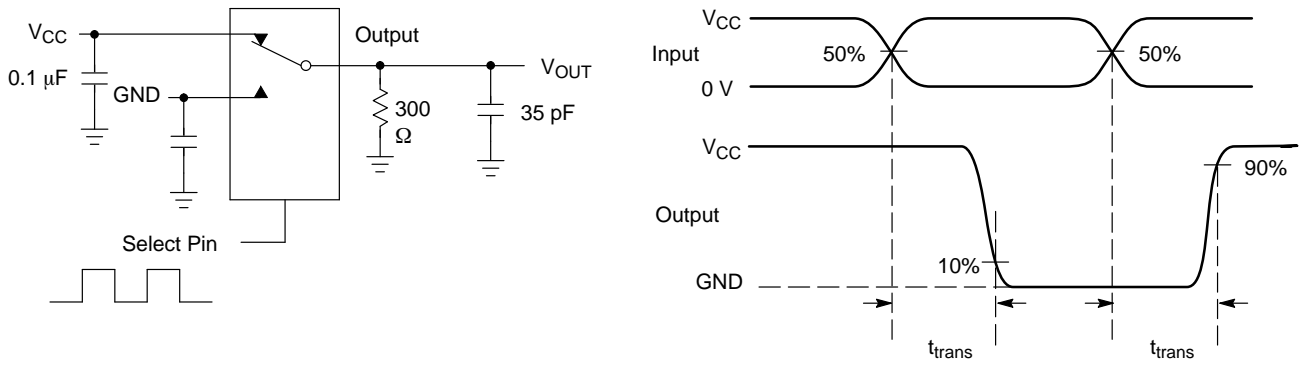 VCC
Output
0.1 μF
GND
VOUT
300
Ω
35 pF
Select Pin
VCC
Input
50%
50%
0 V
VCC
90%
Output
10%
GND
ttrans
ttrans